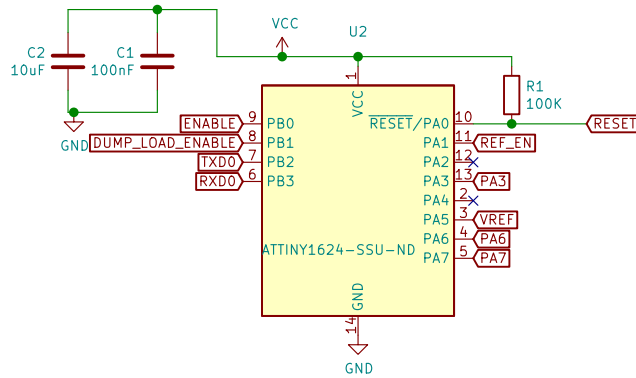 VCC
U2
C2
10uF
C1
100nF
GND
1
VCC
R1
100K
ENABLE 9 PB0
RESET/PA0 10 RESET
DUMP_LOAD_ENABLE 8 PB1
PA1 11 REF_EN
TXD0 7 PB2
PA2 12
RXD0 6 PB3
PA3 13 PA3
PA4 2
PA5 3 VREF
PA6 4 PA6
ATTINY1624-SSU-ND
PA7 5 PA7
GND
14
GND